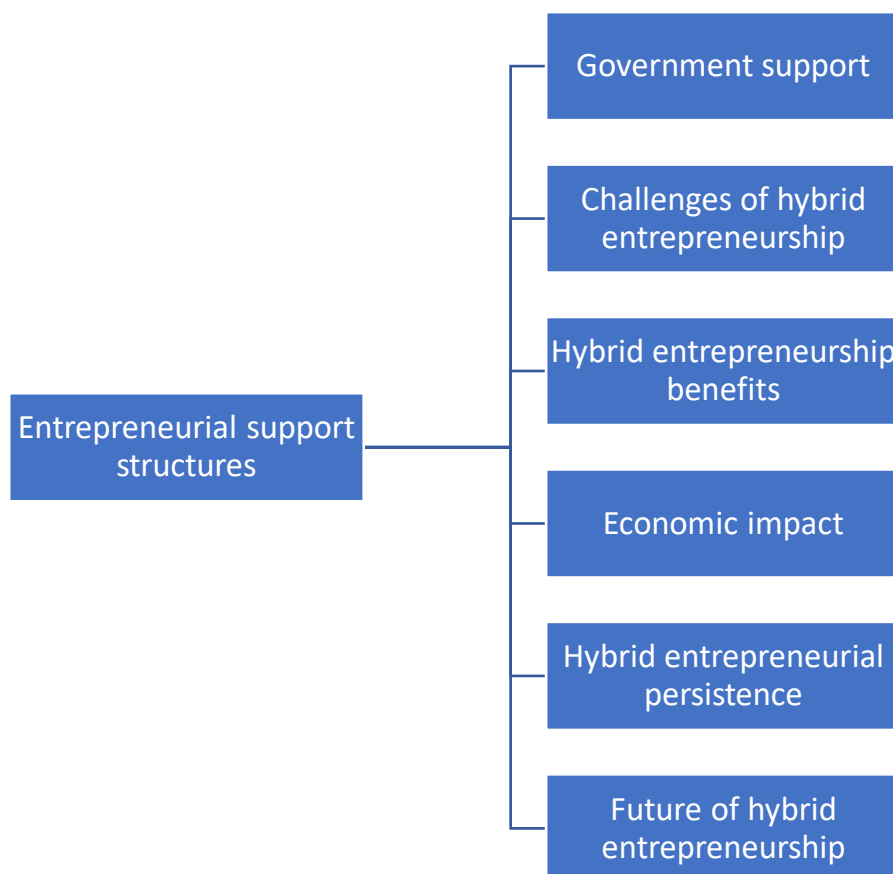 Government support
Challenges of hybrid
entrepreneurship
Hybrid entrepreneurship
benefits
Entrepreneurial support
structures
Economic impact
Hybrid entrepreneurial
persistence
Future of hybrid
entrepreneurship